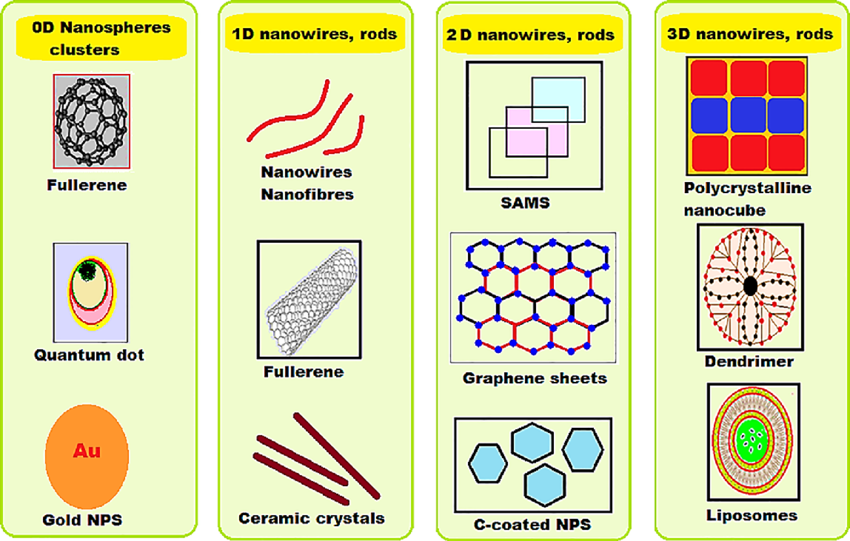 0D Nanospheres
clusters
Fullerene
Quantum dot
Au
Gold NPS
1D nanowires, rods
Nanowires
Nanofibres
Fullerene
Ceramic crystals
2D nanowires, rods
SAMS
Graphene sheets
C-coated NPS
3D nanowires, rods
Polycrystalline
nanocube
Dendrimer
Liposomes